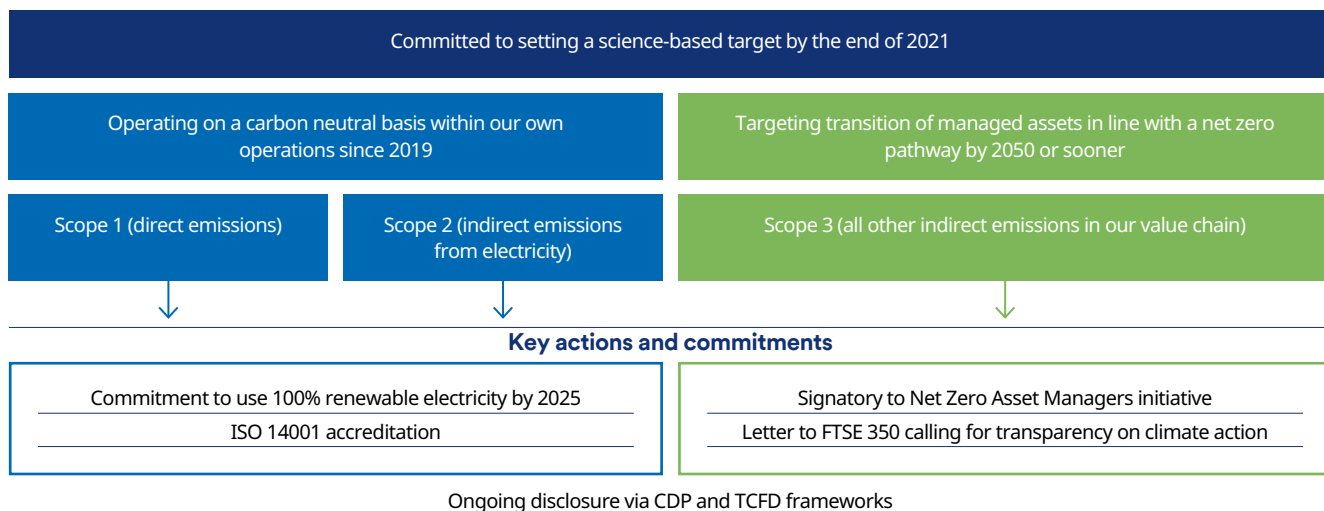 Committed to setting a science-based target by the end of 2021
Operating on a carbon neutral basis within our own
operations since 2019
Targeting transition of managed assets in line with a net zero
pathway by 2050 or sooner
Scope 1 (direct emissions)
Scope 2 (indirect emissions
from electricity)
Scope 3 (all other indirect emissions in our value chain)
Key actions and commitments
Commitment to use 100% renewable electricity by 2025
ISO 14001 accreditation
Signatory to Net Zero Asset Managers initiative
Letter to FTSE 350 calling for transparency on climate action
Ongoing disclosure via CDP and TCFD frameworks